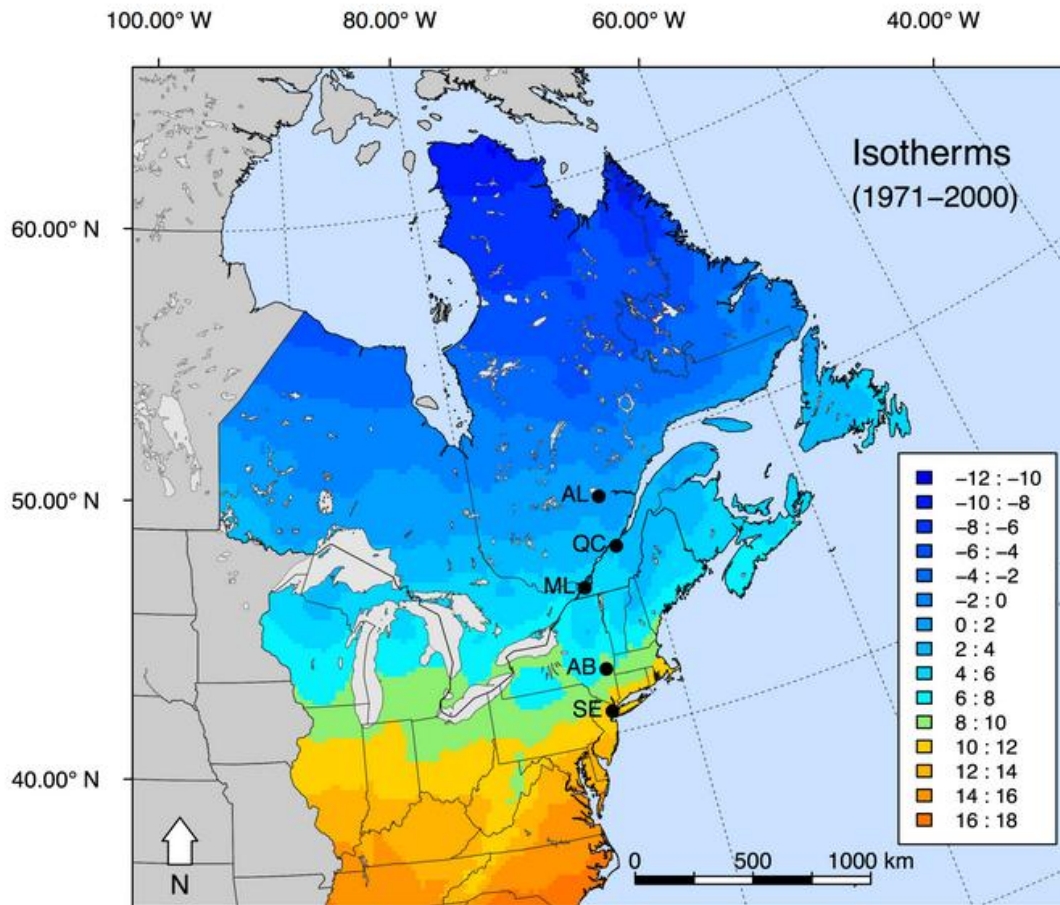 100.00° W 80.00° W 60.00° W 40.00° W
Isotherms
(1971−2000)
60.00° N
50.00° N
40.00° N
AL
QC
ML
AB
SE
−12 : −10
−10 : −8
−8 : −6
−6 : −4
−4 : −2
−2 : 0
0 : 2
2 : 4
4 : 6
6 : 8
8 : 10
10 : 12
12 : 14
14 : 16
16 : 18
0 500 1000 km
N